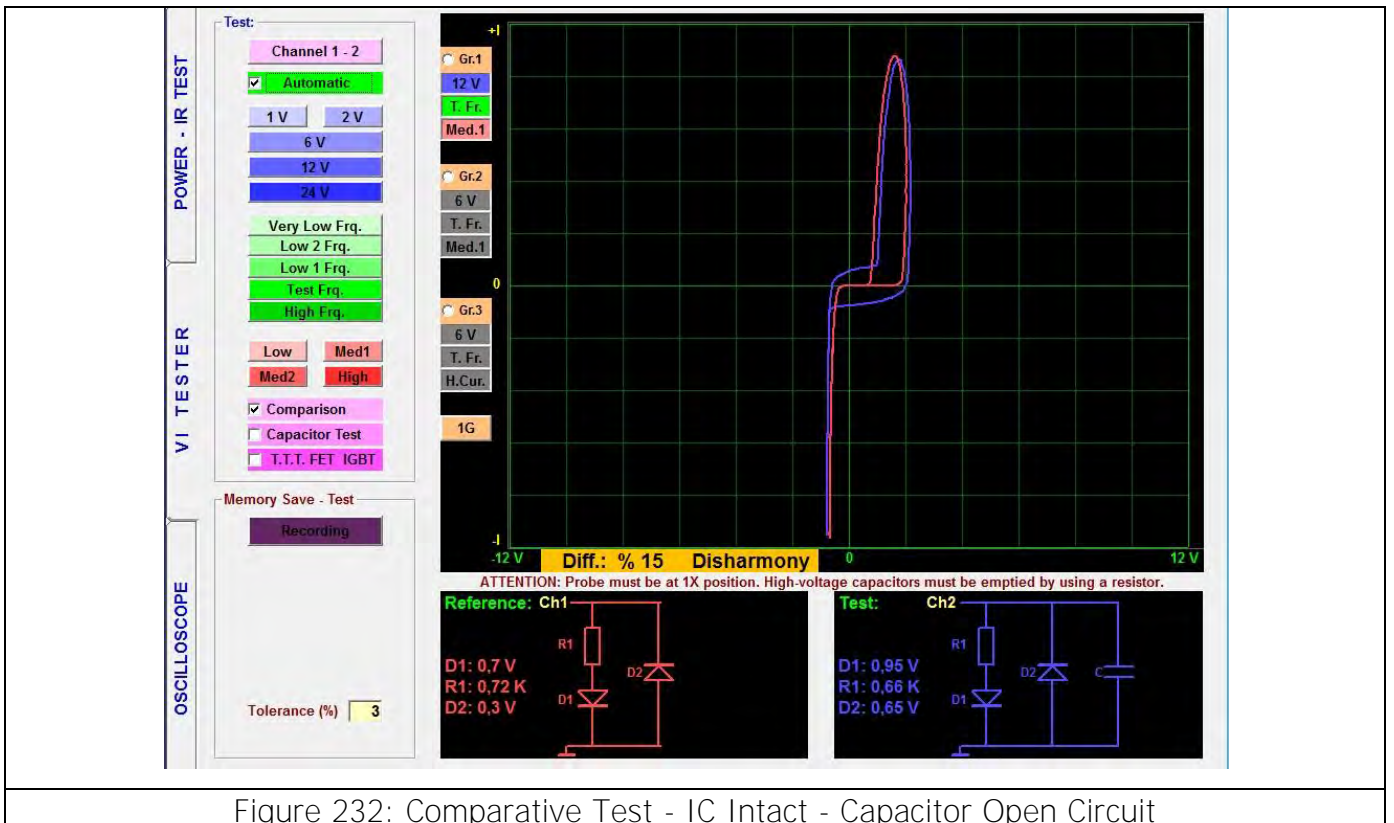 POWER - IR TEST
VI TESTER
OSCILLOSCOPE
Test:
Channel 1 - 2
Automatic
1 V
2 V
6 V
12 V
24 V
Very Low Frq.
Low 2 Frq.
Low 1 Frq.
Test Frq.
High Frq.
Low
Med1
Med2
High
Comparison
Capacitor Test
T.T.T. FET IGBT
Memory Save - Test
Recording
Tolerance (%) 3
+I
Gr.1
12 V
T. Fr.
Med.1
Gr.2
6 V
T. Fr.
Med.1
0
Gr.3
6 V
T. Fr.
H.Cur.
1G
-I
-12 V
Diff.: % 15 Disharmony
0
12 V
ATTENTION: Probe must be at 1X position. High-voltage capacitors must be emptied by using a resistor.
Reference: Ch1
R1
D2
D1: 0,7 V
R1: 0,72 K
D2: 0,3 V
D1
Test: Ch2
R1
D2
C
D1: 0,95 V
R1: 0,66 K
D2: 0,65 V
D1
Figure 232: Comparative Test - IC Intact - Capacitor Open Circuit